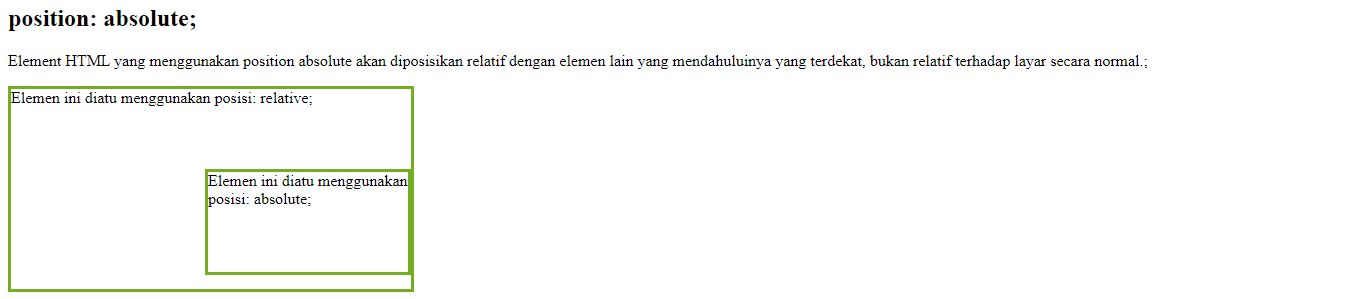 position: absolute;
Element HTML yang menggunakan position absolute akan diposisikan relatif dengan elemen lain yang mendahuluinya yang terdekat, bukan relatif terhadap layar secara normal.;
Elemen ini diatu menggunakan posisi: relative;
Elemen ini diatu menggunakan
posisi: absolute;